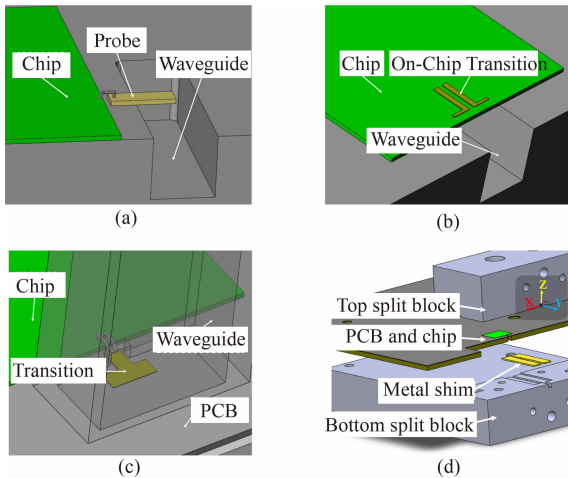 Probe
Waveguide
Chip
(a)
Chip
On-Chip Transition
Waveguide
(b)
Chip
Waveguide
Transition
PCB
(c)
Z
X
Y
Top split block
PCB and chip
Metal shim
Bottom split block
(d)